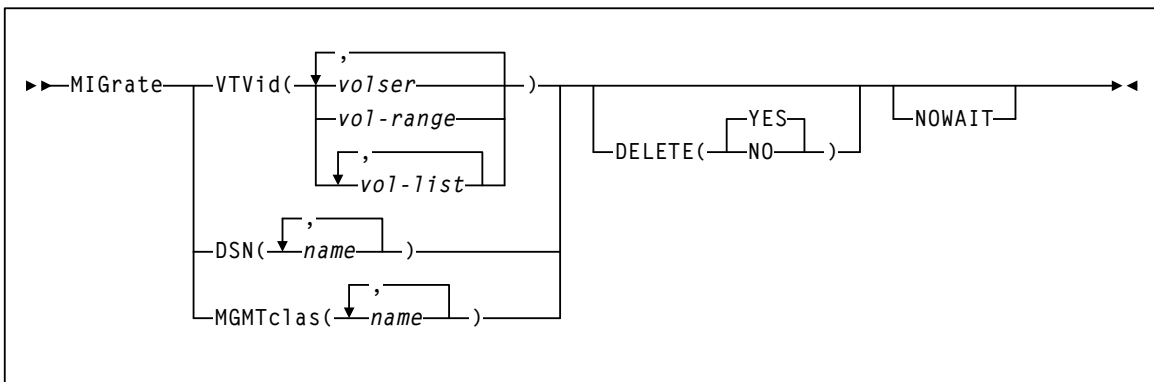 ,
MIGrate VTVid( volser )
vol-range
YES
NOWAIT
DELETE( NO )
,
vol-list
,
DSN( name )
,
MGMTclas( name )